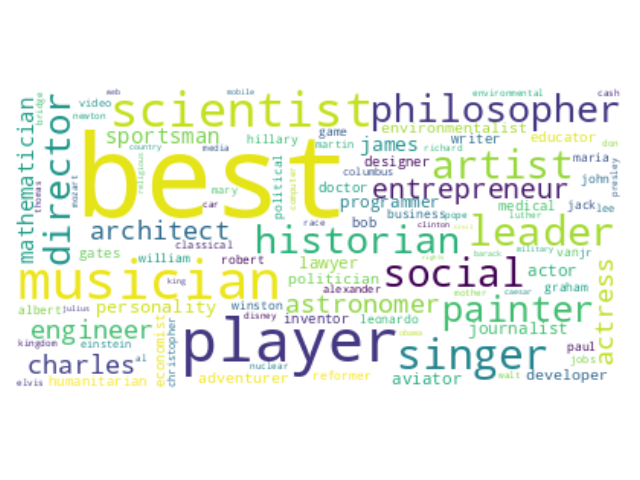 web
mobile
environmental
cash
mathematician
bridge
video
newton
director
scientist
philosopher
sportsman
hillary
game
martin
environmentalist
writer
richard
educator
don
best
country
media
religious
political
computer
columbus
james
designer
artist
maria
john
presley
thomas
mozart
mary
doctor
programmer
entrepreneur
medical
jack
lee
car
race
bob
business
pope
clinton
luther
civil
architect
classical
historian
leader
military
rights
barack
vanjr
gates
william
robert
lawyer
politician
social
actor
graham
actress
musician
king
alexander
mother
caesar
albert
julius
personality
winston
disney
inventor
astronomer
leonardo
painter
journalist
engineer
einstein
kingdom
economist
christopher
player
obama
singer
paul
jobs
charles
al
nuclear
elvis
humanitarian
adventurer
reformer
aviator
walt
developer